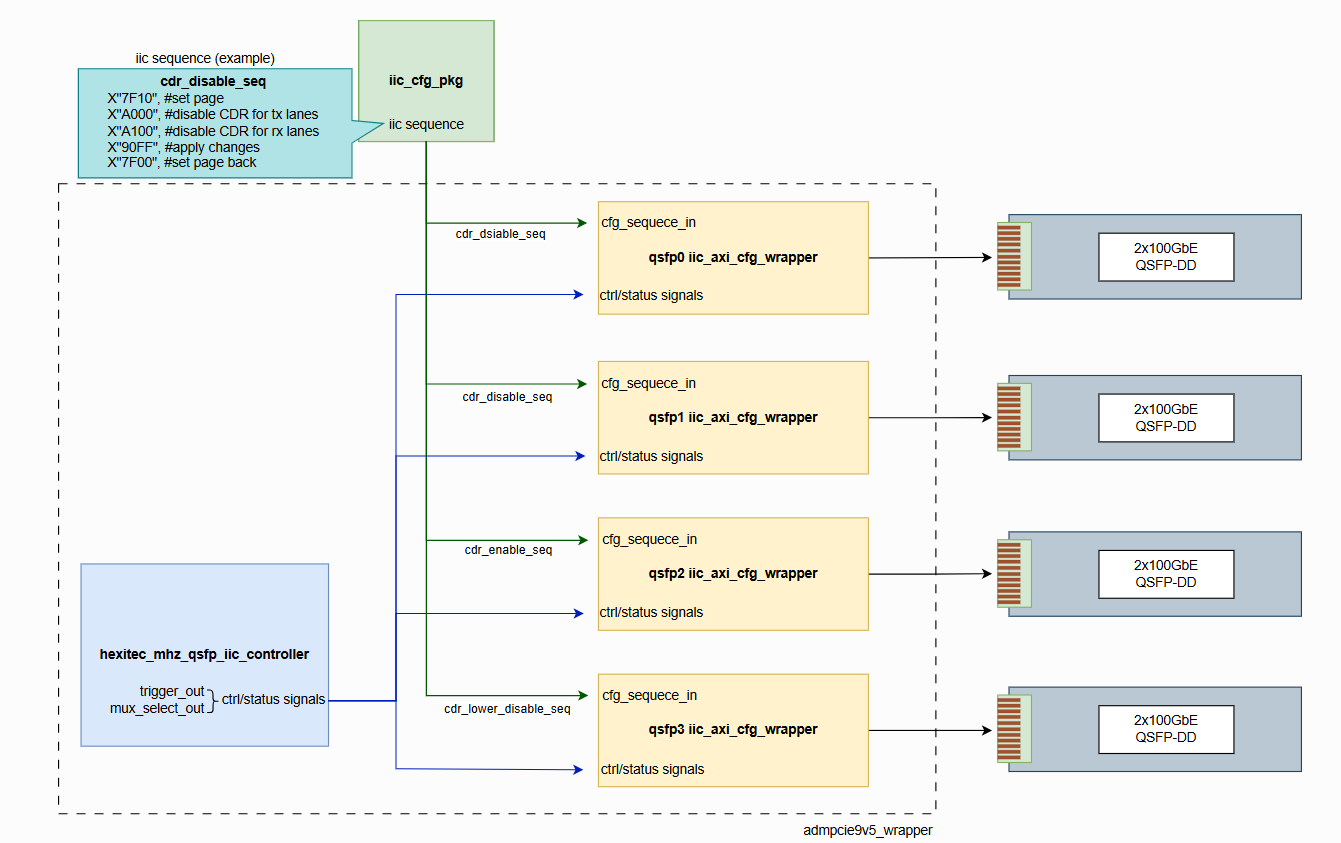 iic sequence (example)
cdr_disable_seq
X"7F10", #set page
X"A000", #disable CDR for tx lanes
X"A100", #disable CDR for rx lanes
X"90FF", #apply changes
X"7F00", #set page back
iic_cfg_pkg
iic sequence
cfg_sequece_in
cdr_dsiable_seq
qsfp0 iic_axi_cfg_wrapper
ctrl/status signals
2x100GbE
QSFP-DD
cfg_sequece_in
cdr_disable_seq
qsfp1 iic_axi_cfg_wrapper
ctrl/status signals
2x100GbE
QSFP-DD
cfg_sequece_in
cdr_enable_seq
qsfp2 iic_axi_cfg_wrapper
ctrl/status signals
2x100GbE
QSFP-DD
hexitec_mhz_qsfp_iic_controller
trigger_out
mux_select_out
ctrl/status signals
cfg_sequece_in
cdr_lower_disable_seq
qsfp3 iic_axi_cfg_wrapper
ctrl/status signals
2x100GbE
QSFP-DD
admpcie9v5_wrapper